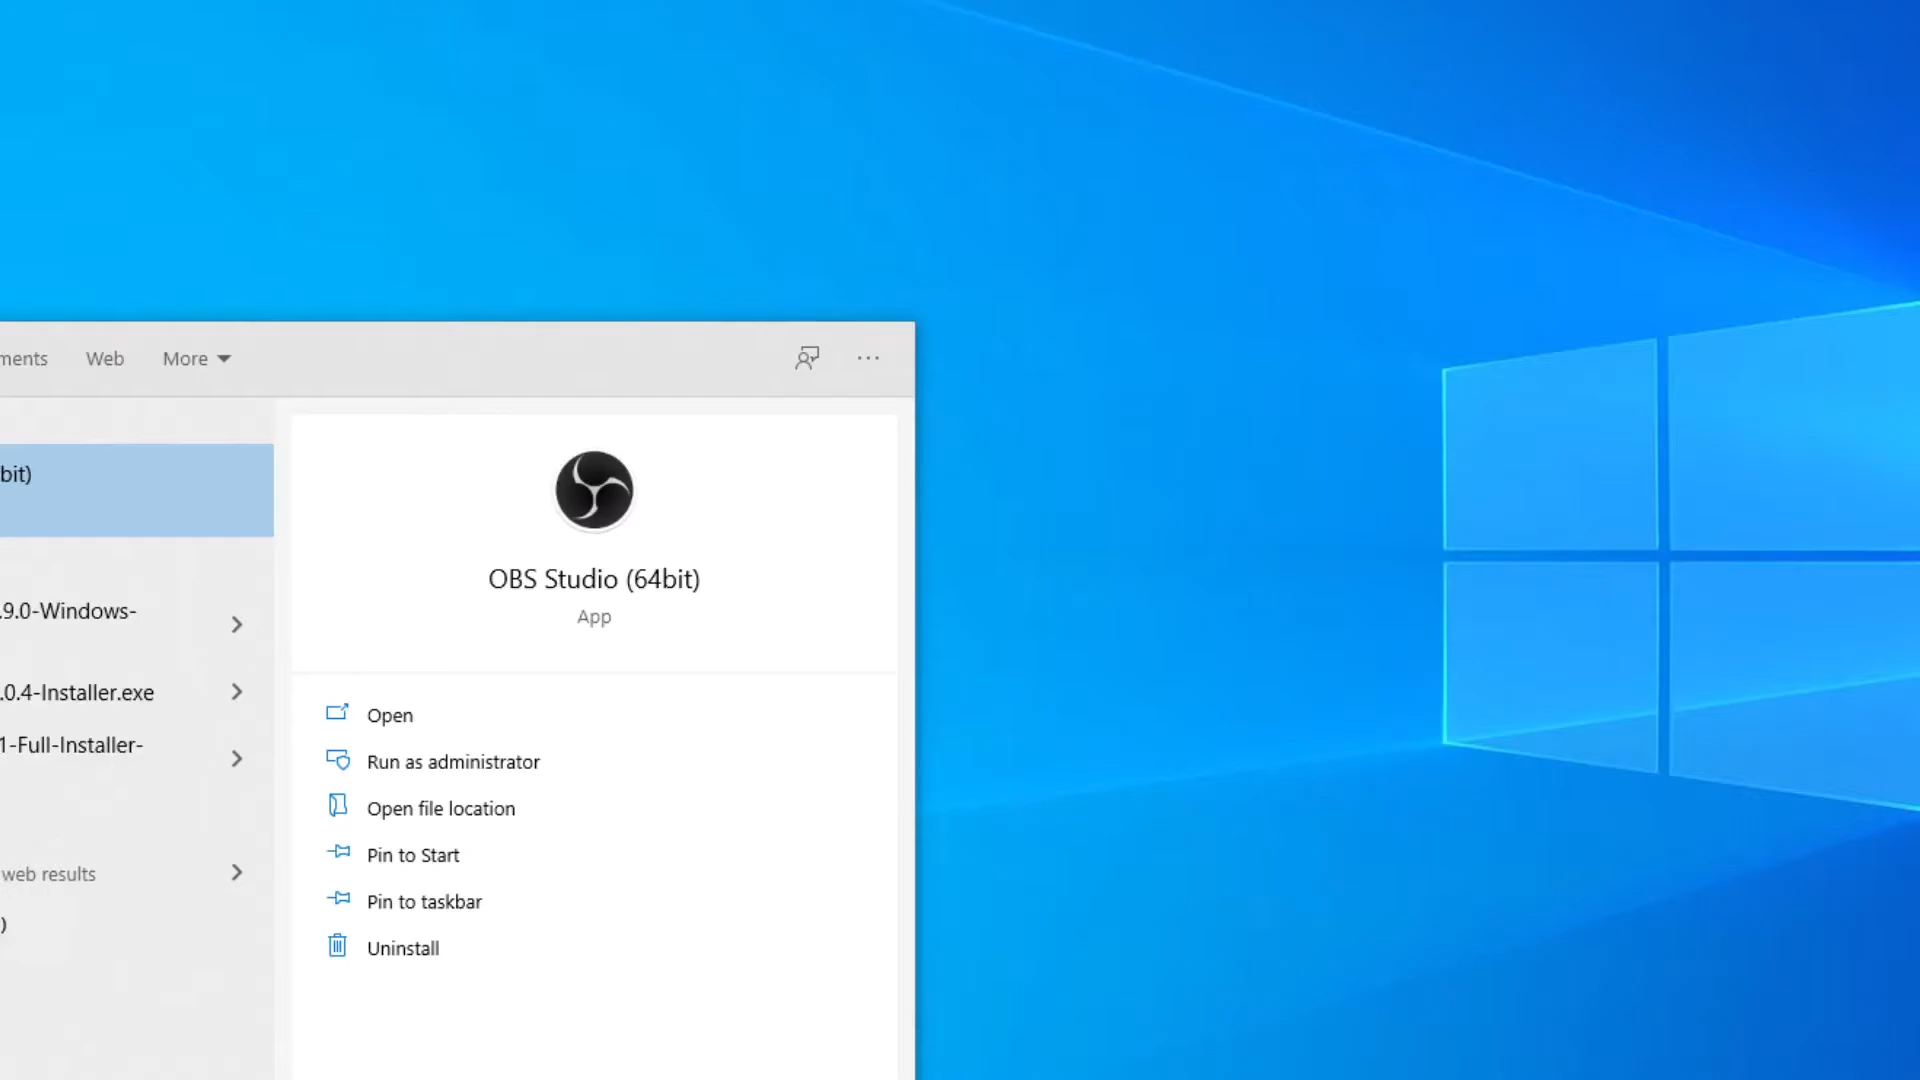 ments Web More
bit)
.9.0-Windows-
.0.4-Installer.exe
1-Full-Installer-
web results
)
OBS Studio (64bit)
App
Open
Run as administrator
Open file location
Pin to Start
Pin to taskbar
Uninstall